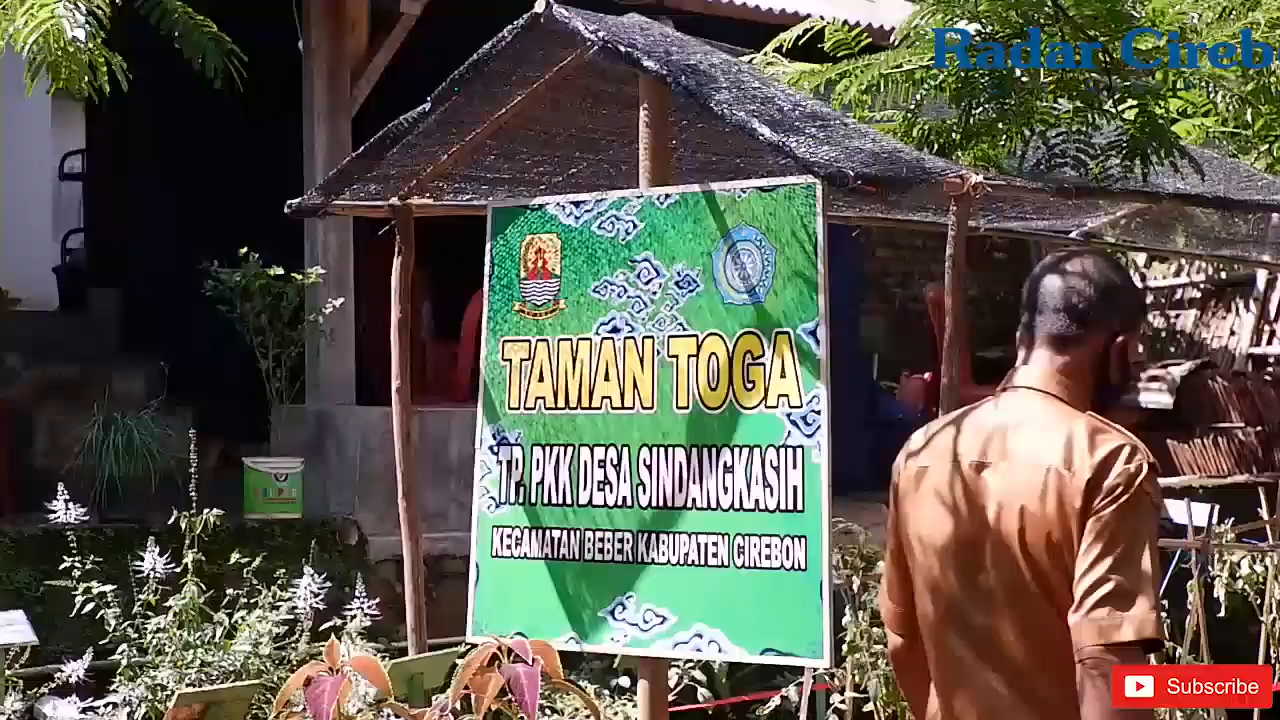 Radar Cireb
TAMAN TOGA
TP. PKK DESA SINDANGKASIH
KECAMATAN BEBER KABUPATEN CIREBON
Subscribe